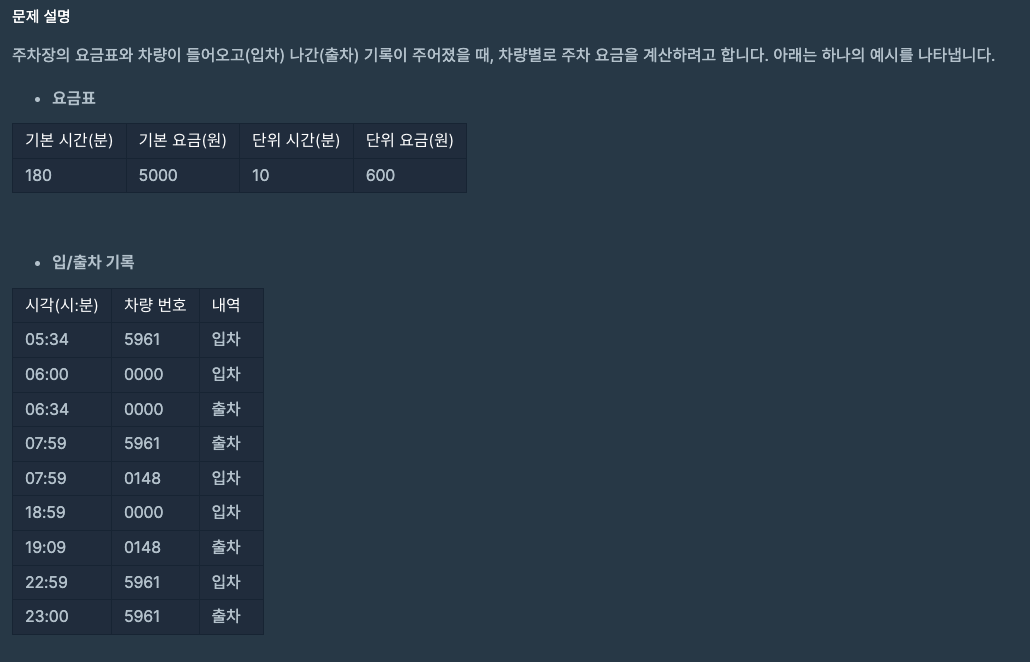 문제 설명
주차장의 요금표와 차량이 들어오고(입차) 나간(출차) 기록이 주어졌을 때, 차량별로 주차 요금을 계산하려고 합니다. 아래는 하나의 예시를 나타냅니다.
• 요금표
기본 시간(분) 기본 요금(원) 단위 시간(분) 단위 요금(원)
180 5000 10 600
• 입/출차 기록
시각(시:분) 차량 번호 내역
05:34 5961 입차
06:00 0000 입차
06:34 0000 출차
07:59 5961 출차
07:59 0148 입차
18:59 0000 입차
19:09 0148 출차
22:59 5961 입차
23:00 5961 출차